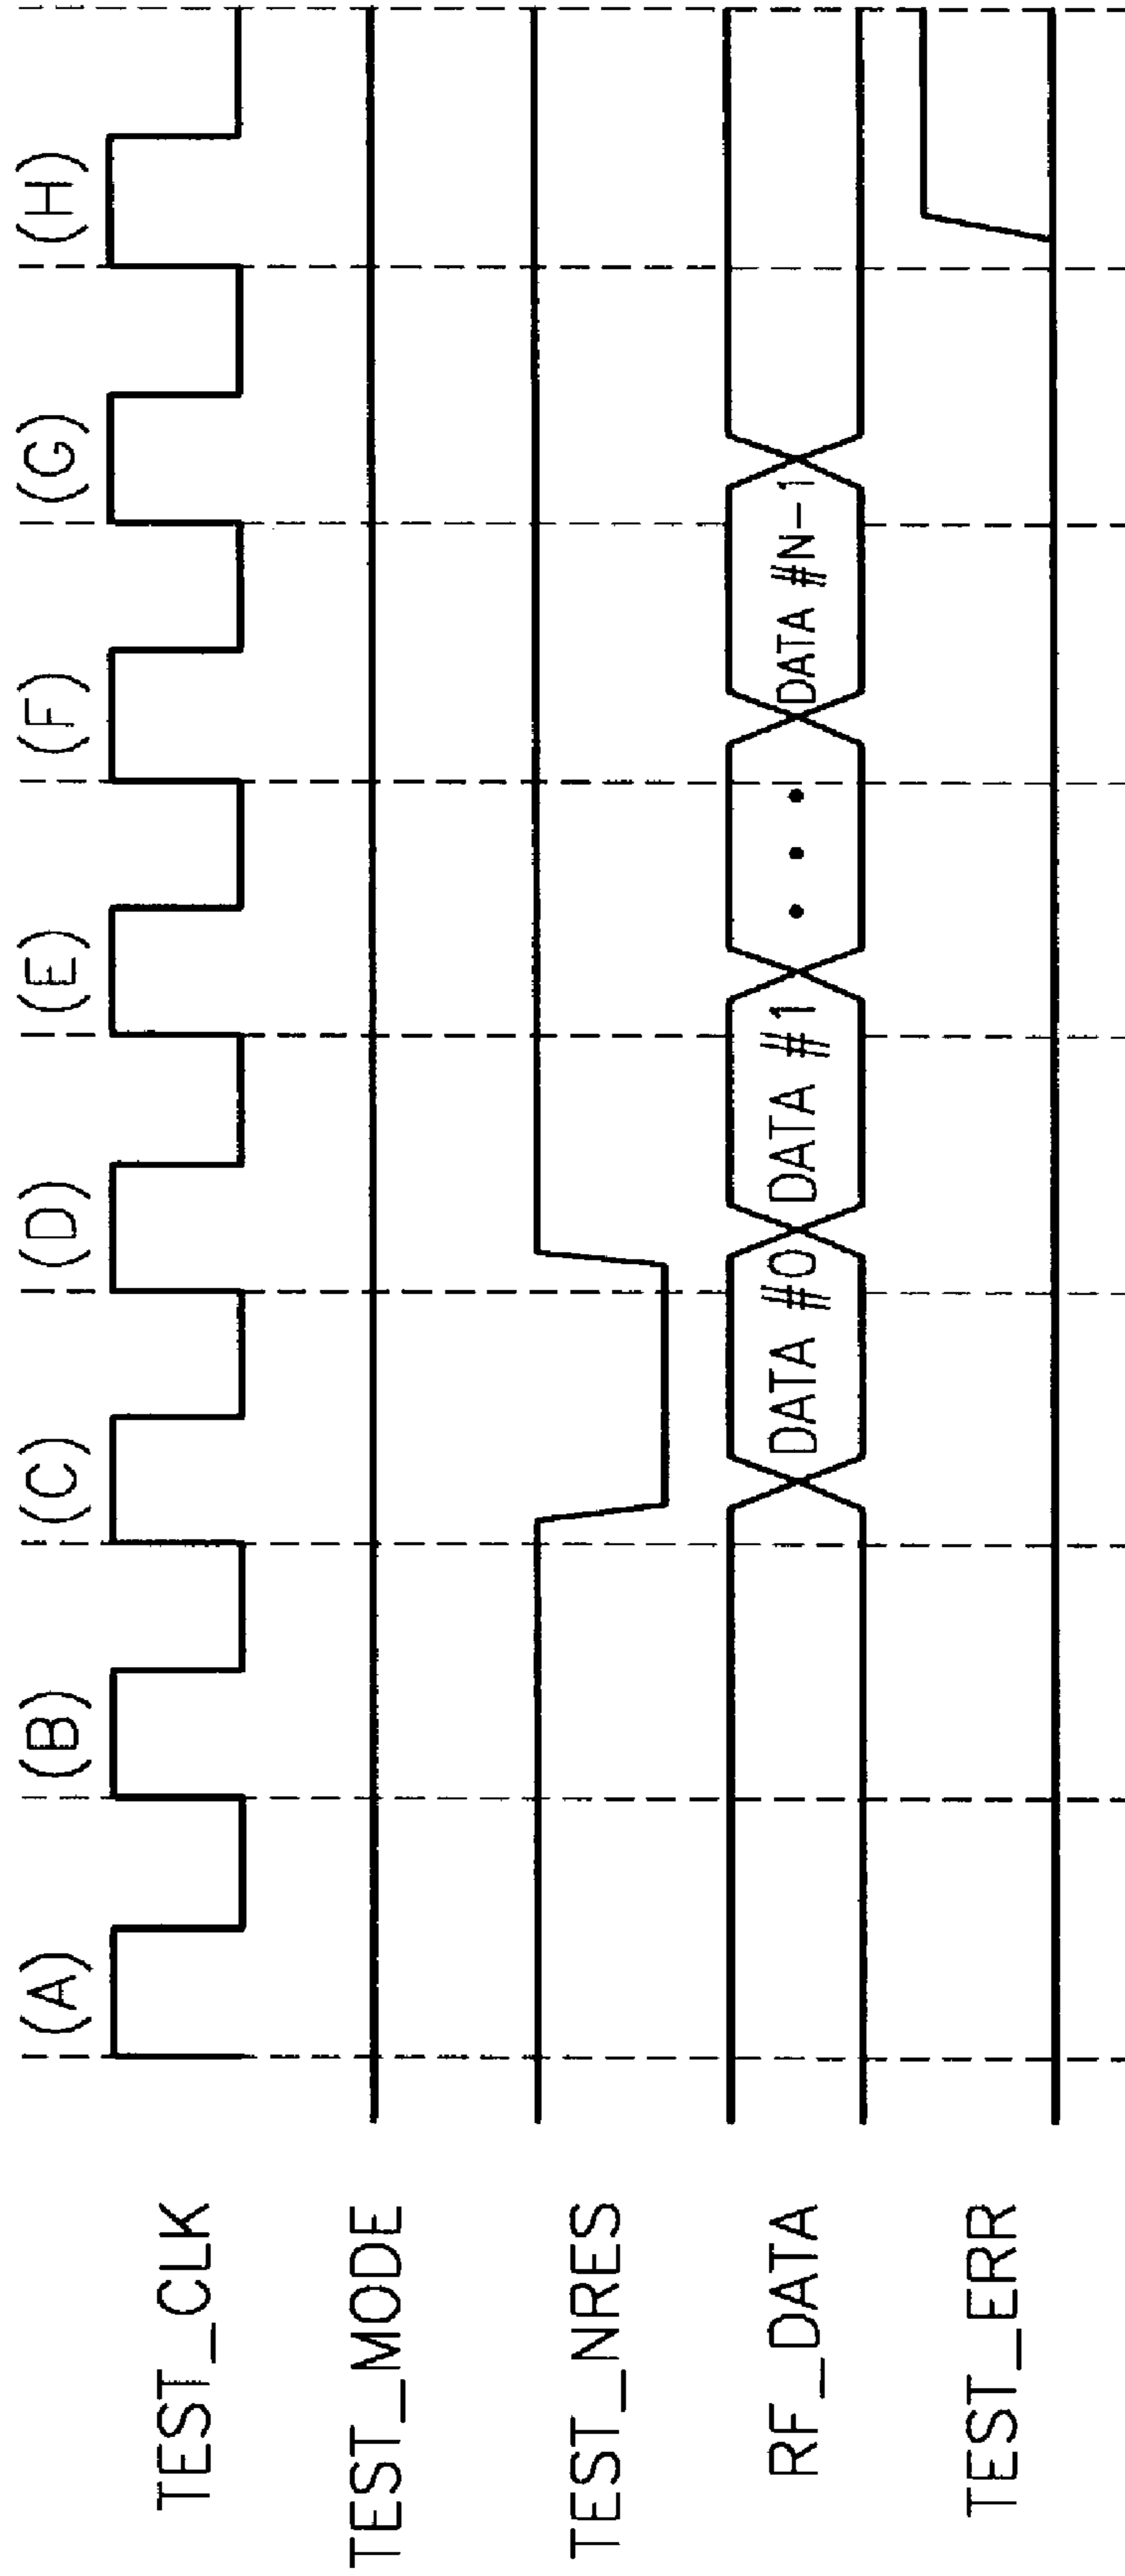 (A) (B) (C) (D) (E) (F) (G) (H)
TEST_CLK
TEST_MODE
TEST_NRES
RF_DATA DATA #0 DATA #1 • • • DATA #N-1
TEST_ERR